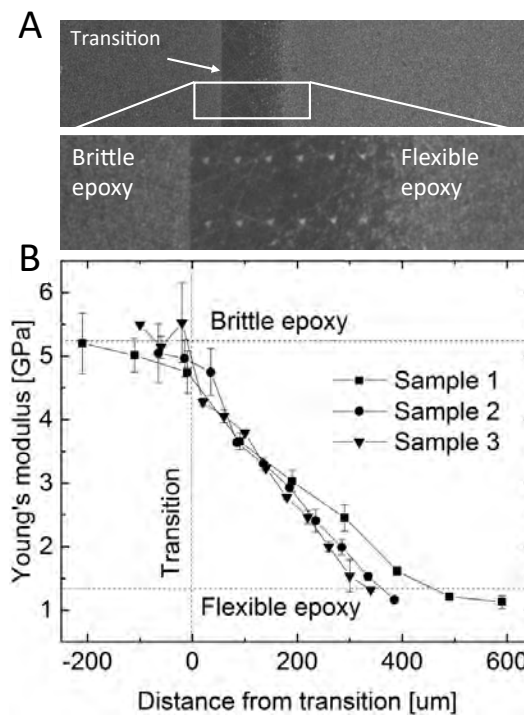 A
Transition
Brittle
epoxy
Flexible
epoxy
B
Young's modulus [GPa]
6
5
4
3
2
1
Brittle epoxy
Sample 1
Sample 2
Sample 3
Transition
Flexible epoxy
-200
0
200
400
600
Distance from transition [um]